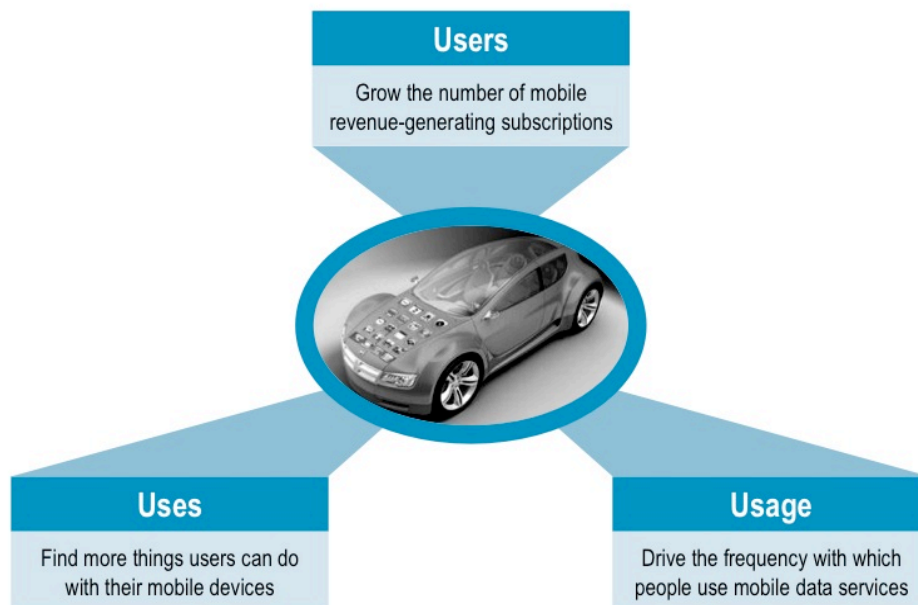 Users
Grow the number of mobile
revenue-generating subscriptions
Uses
Find more things users can do
with their mobile devices
Usage
Drive the frequency with which
people use mobile data services